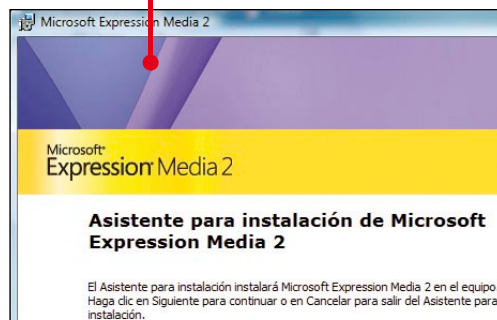 Microsoft Expression Media 2
Microsoft®
Expression® Media 2
Asistente para instalación de Microsoft
Expression Media 2
El Asistente para instalación instalará Microsoft Expression Media 2 en el equipo
Haga clic en Siguiente para continuar o en Cancelar para salir del Asistente para
instalación.